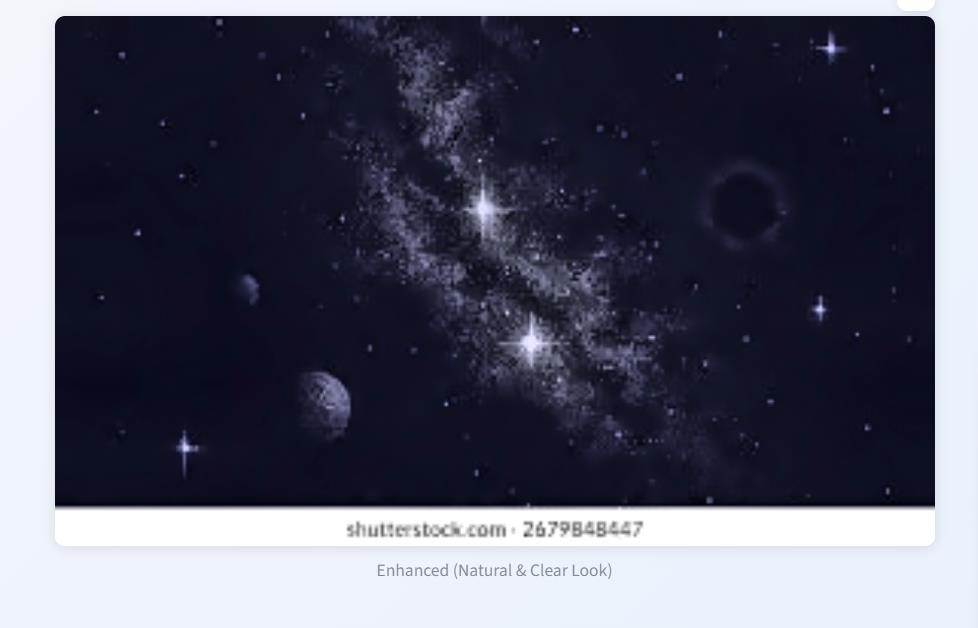 shutterstock.com · 2679848447
Enhanced (Natural & Clear Look)